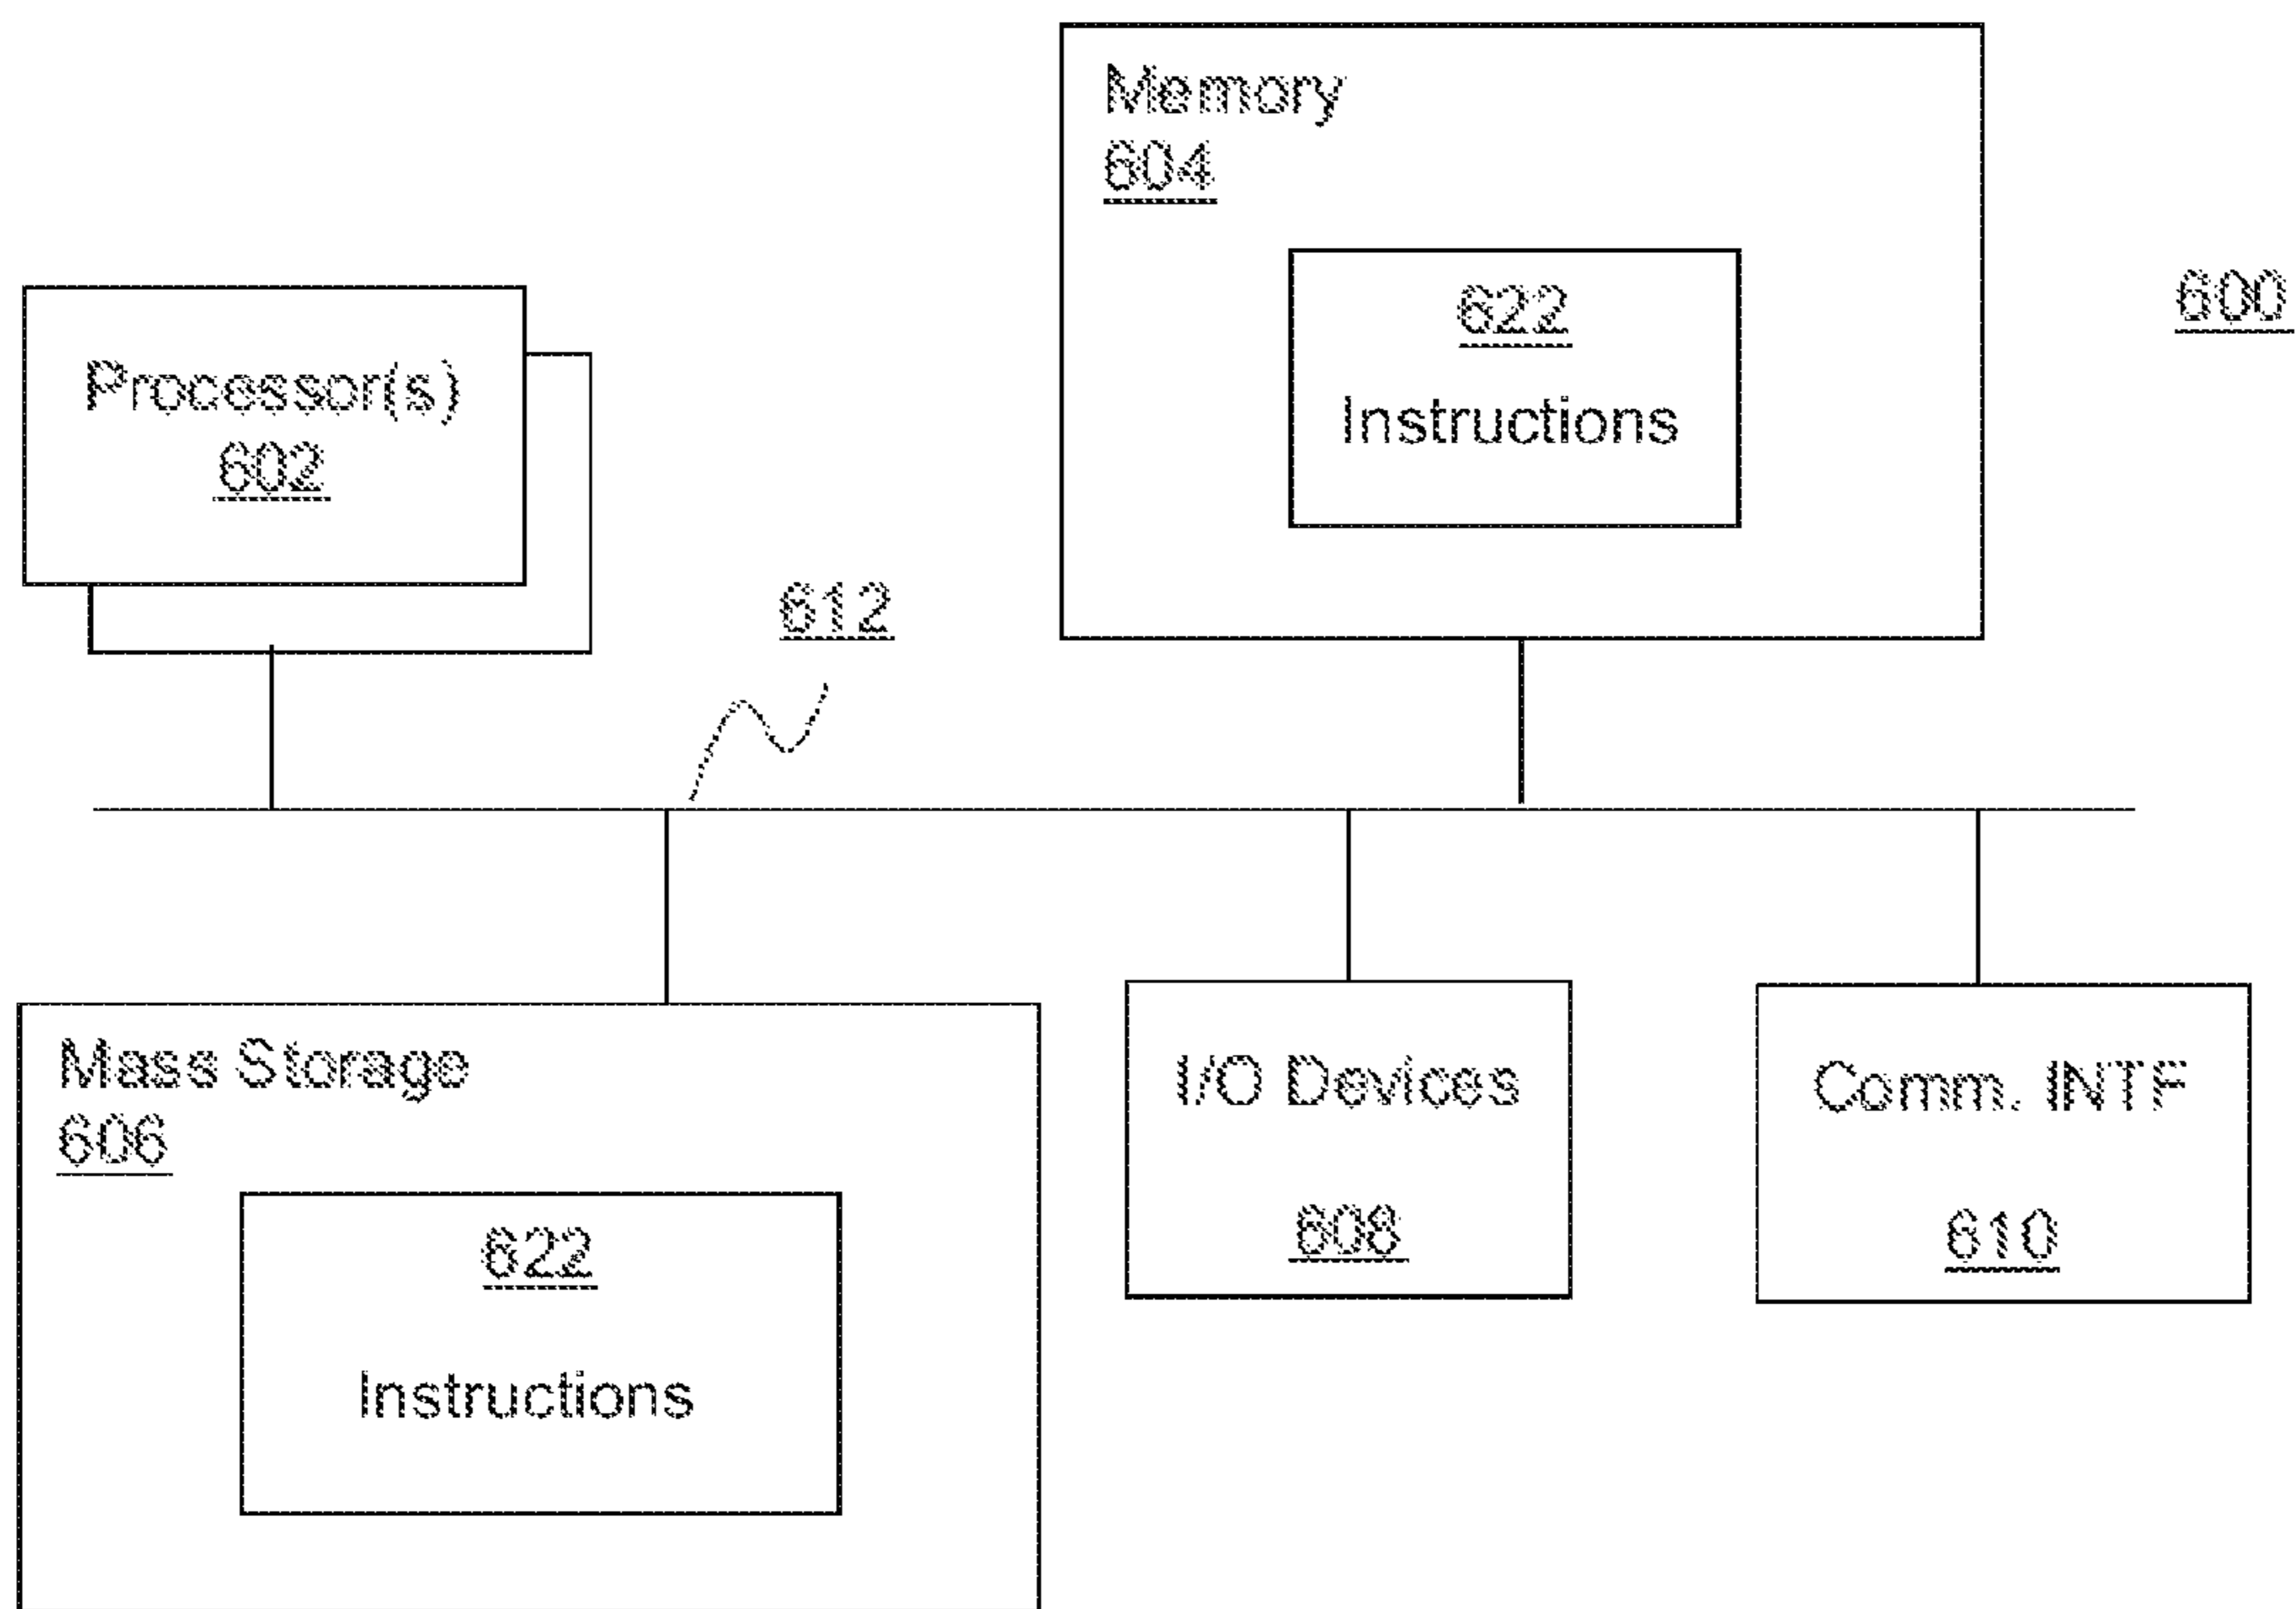 Memory
604
622
Instructions
600
Processor(s)
602
612
Mass Storage
606
622
Instructions
I/O Devices
608
Comm. INTF
610